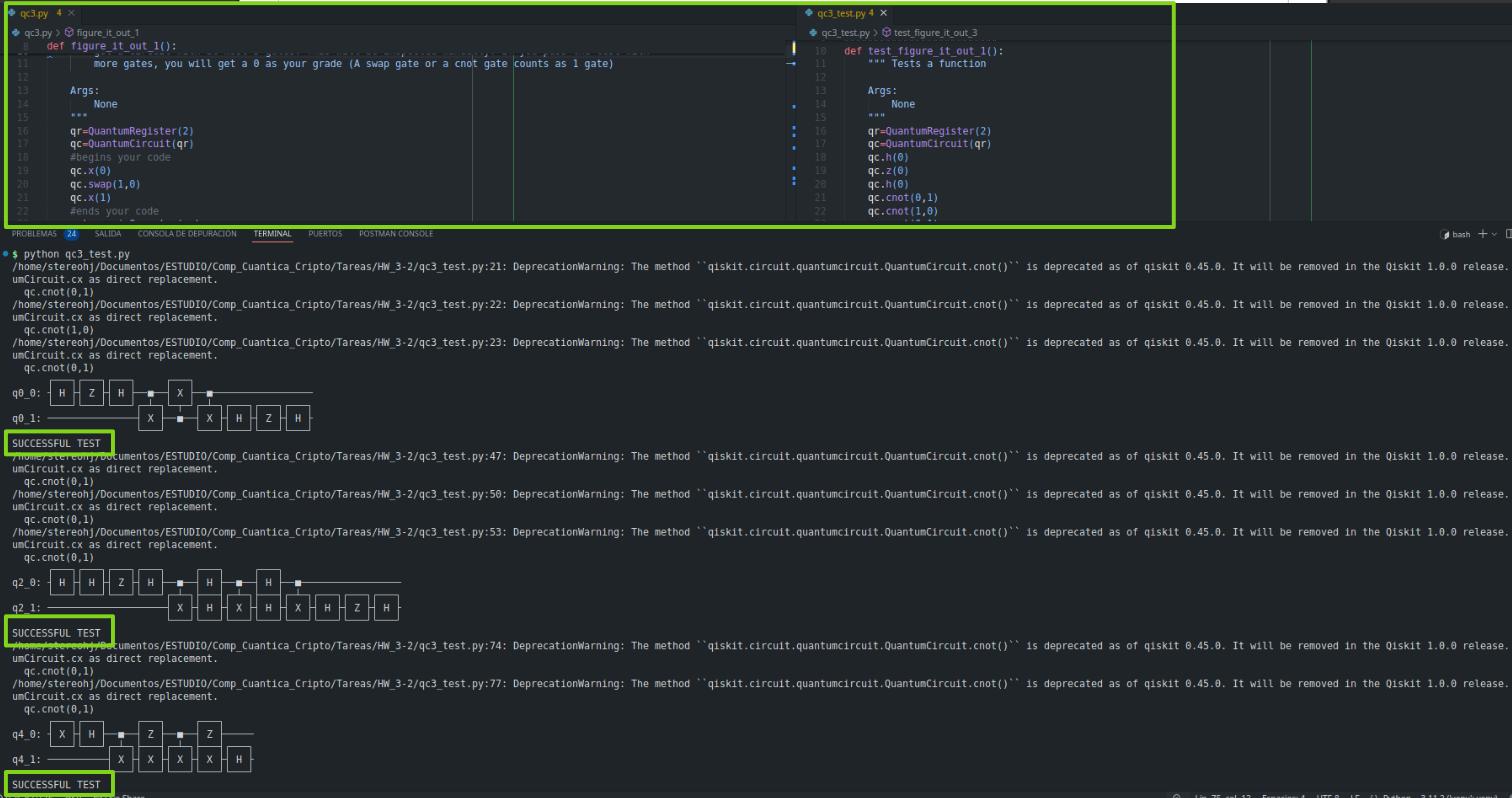 qc3.py 4 ×
qc3.py > figure_it_out_1
8 def figure_it_out_1():
11 more gates, you will get a 0 as your grade (A swap gate or a cnot gate counts as 1 gate)
12
13 Args:
14 None
15 """
16 qr=QuantumRegister(2)
17 qc=QuantumCircuit(qr)
18 #begins your code
19 qc.x(0)
20 qc.swap(1,0)
21 qc.x(1)
22 #ends your code
qc3_test.py 4 ×
qc3_test.py > test_figure_it_out_3
10 def test_figure_it_out_1():
11 """ Tests a function
12
13 Args:
14 None
15 """
16 qr=QuantumRegister(2)
17 qc=QuantumCircuit(qr)
18 qc.h(0)
19 qc.z(0)
20 qc.h(0)
21 qc.cnot(0,1)
22 qc.cnot(1,0)
PROBLEMAS 24 SALIDA CONSOLA DE DEPURACIÓN TERMINAL PUERTOS POSTMAN CONSOLE bash
$ python qc3_test.py
/home/stereohj/Documentos/ESTUDIO/Comp_Cuantica_Cripto/Tareas/HW_3-2/qc3_test.py:21: DeprecationWarning: The method ``qiskit.circuit.quantumcircuit.QuantumCircuit.cnot()`` is deprecated as of qiskit 0.45.0. It will be removed in the Qiskit 1.0.0 release.
umCircuit.cx as direct replacement.
qc.cnot(0,1)
/home/stereohj/Documentos/ESTUDIO/Comp_Cuantica_Cripto/Tareas/HW_3-2/qc3_test.py:22: DeprecationWarning: The method ``qiskit.circuit.quantumcircuit.QuantumCircuit.cnot()`` is deprecated as of qiskit 0.45.0. It will be removed in the Qiskit 1.0.0 release.
umCircuit.cx as direct replacement.
qc.cnot(1,0)
/home/stereohj/Documentos/ESTUDIO/Comp_Cuantica_Cripto/Tareas/HW_3-2/qc3_test.py:23: DeprecationWarning: The method ``qiskit.circuit.quantumcircuit.QuantumCircuit.cnot()`` is deprecated as of qiskit 0.45.0. It will be removed in the Qiskit 1.0.0 release.
umCircuit.cx as direct replacement.
qc.cnot(0,1)
q0_0: H Z H X
q0_1: X X H Z H
SUCCESSFUL TEST
/home/stereohj/Documentos/ESTUDIO/Comp_Cuantica_Cripto/Tareas/HW_3-2/qc3_test.py:47: DeprecationWarning: The method ``qiskit.circuit.quantumcircuit.QuantumCircuit.cnot()`` is deprecated as of qiskit 0.45.0. It will be removed in the Qiskit 1.0.0 release.
umCircuit.cx as direct replacement.
qc.cnot(0,1)
/home/stereohj/Documentos/ESTUDIO/Comp_Cuantica_Cripto/Tareas/HW_3-2/qc3_test.py:50: DeprecationWarning: The method ``qiskit.circuit.quantumcircuit.QuantumCircuit.cnot()`` is deprecated as of qiskit 0.45.0. It will be removed in the Qiskit 1.0.0 release.
umCircuit.cx as direct replacement.
qc.cnot(0,1)
/home/stereohj/Documentos/ESTUDIO/Comp_Cuantica_Cripto/Tareas/HW_3-2/qc3_test.py:53: DeprecationWarning: The method ``qiskit.circuit.quantumcircuit.QuantumCircuit.cnot()`` is deprecated as of qiskit 0.45.0. It will be removed in the Qiskit 1.0.0 release.
umCircuit.cx as direct replacement.
qc.cnot(0,1)
q2_0: H H Z H H H
q2_1: X H X H X H Z H
SUCCESSFUL TEST
/home/stereohj/Documentos/ESTUDIO/Comp_Cuantica_Cripto/Tareas/HW_3-2/qc3_test.py:74: DeprecationWarning: The method ``qiskit.circuit.quantumcircuit.QuantumCircuit.cnot()`` is deprecated as of qiskit 0.45.0. It will be removed in the Qiskit 1.0.0 release.
umCircuit.cx as direct replacement.
qc.cnot(0,1)
/home/stereohj/Documentos/ESTUDIO/Comp_Cuantica_Cripto/Tareas/HW_3-2/qc3_test.py:77: DeprecationWarning: The method ``qiskit.circuit.quantumcircuit.QuantumCircuit.cnot()`` is deprecated as of qiskit 0.45.0. It will be removed in the Qiskit 1.0.0 release.
umCircuit.cx as direct replacement.
qc.cnot(0,1)
q4_0: X H Z Z
q4_1: X X X X H
SUCCESSFUL TEST